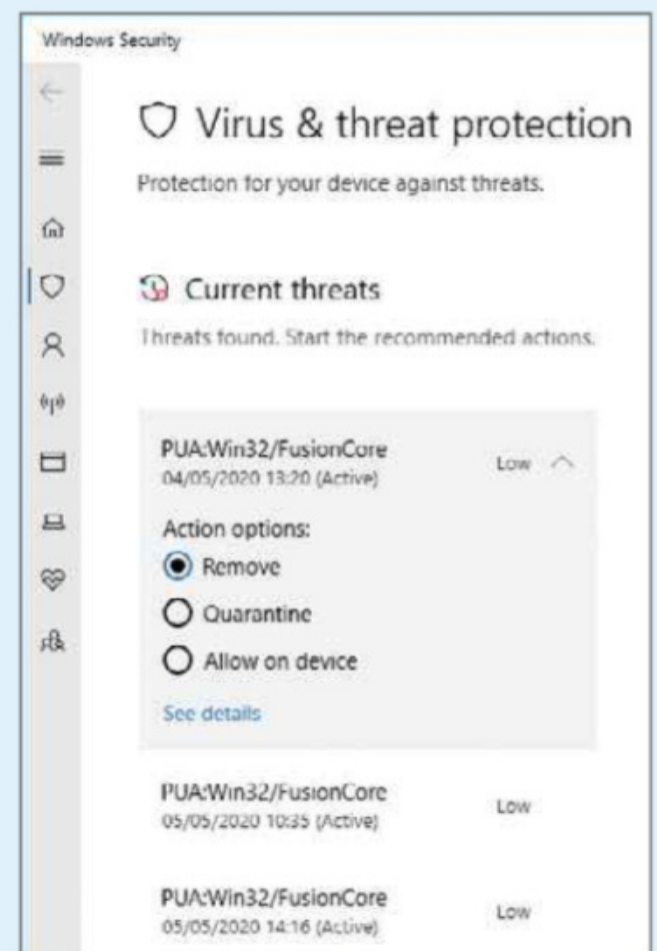 Windows Security
Virus & threat protection
Protection for your device against threats.
Current threats
Threats found. Start the recommended actions.
PUA:Win32/FusionCore
04/05/2020 13:20 (Active)
Low
Action options:
Remove
Quarantine
Allow on device
See details
PUA:Win32/FusionCore
05/05/2020 10:35 (Active)
Low
PUA:Win32/FusionCore
05/05/2020 14:16 (Active)
Low